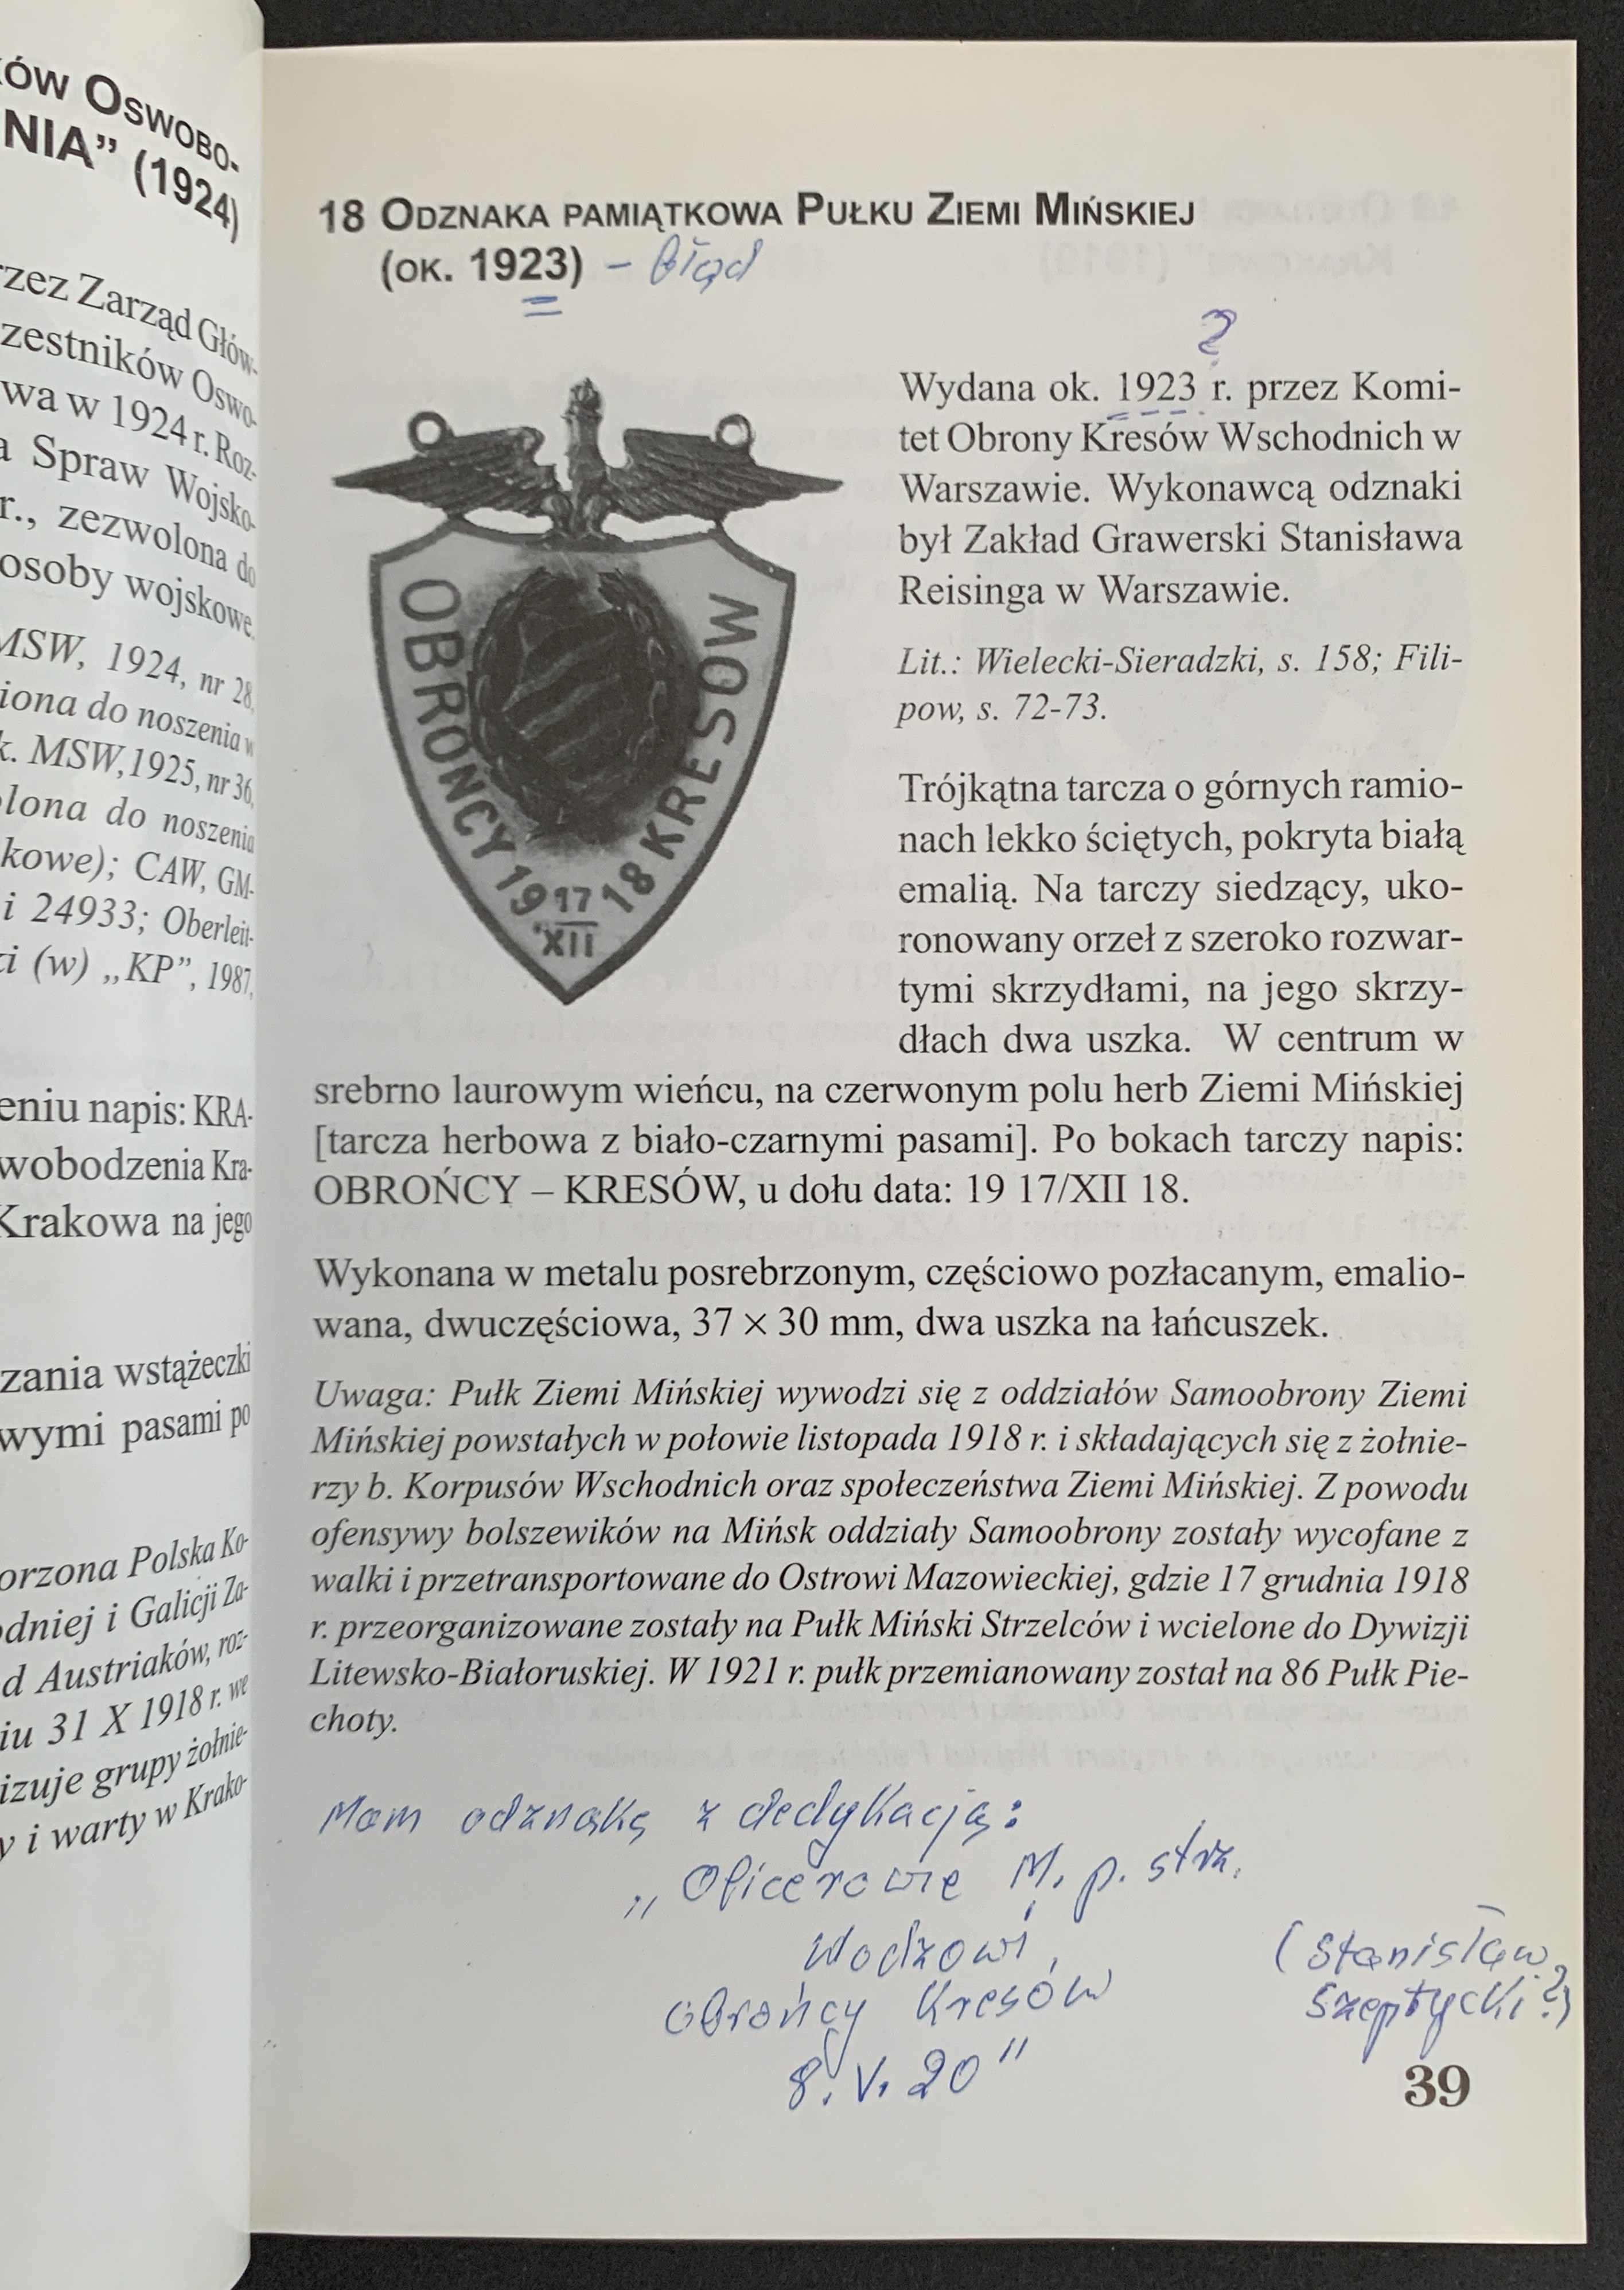 ków Oswobo-
NIA” (1924)
rzez Zarząd Głów-
zestników Oswo-
wa w 1924 r. Roz-
a Spraw Wojsko-
r., zezwolona do
osoby wojskowe.
MSW, 1924, nr 28,
iona do noszenia w
k. MSW, 1925, nr 36,
lona do noszenia
kowe); CAW, GM-
i 24933; Oberleit-
ki (w) „KP”, 1987,
eniu napis: KRA-
wobodzenia Kra-
Krakowa na jego
zania wstążeczki
wymi pasami po
orzona Polska Ko-
odniej i Galicji Za-
d Austriaków, roz-
iu 31 X 1918 r. we
izuje grupy żołnie-
y i warty w Krako-
18 Odznaka pamiątkowa Pułku Ziemi Mińskiej
(ok. 1923) – błąd
?
OBROŃCY KRESOW
19 17 18
XII
Wydana ok. 1923 r. przez Komi-
tet Obrony Kresów Wschodnich w
Warszawie. Wykonawcą odznaki
był Zakład Grawerski Stanisława
Reisinga w Warszawie.
Lit.: Wielecki-Sieradzki, s. 158; Fili-
pow, s. 72-73.
Trójkątna tarcza o górnych ramio-
nach lekko ściętych, pokryta białą
emalią. Na tarczy siedzący, uko-
ronowany orzeł z szeroko rozwar-
tymi skrzydłami, na jego skrzy-
dłach dwa uszka. W centrum w
srebrno laurowym wieńcu, na czerwonym polu herb Ziemi Mińskiej
[tarcza herbowa z biało-czarnymi pasami]. Po bokach tarczy napis:
OBROŃCY – KRESÓW, u dołu data: 19 17/XII 18.
Wykonana w metalu posrebrzonym, częściowo pozłacanym, emalio-
wana, dwuczęściowa, 37 × 30 mm, dwa uszka na łańcuszek.
Uwaga: Pułk Ziemi Mińskiej wywodzi się z oddziałów Samoobrony Ziemi
Mińskiej powstałych w połowie listopada 1918 r. i składających się z żołnie-
rzy b. Korpusów Wschodnich oraz społeczeństwa Ziemi Mińskiej. Z powodu
ofensywy bolszewików na Mińsk oddziały Samoobrony zostały wycofane z
walki i przetransportowane do Ostrowi Mazowieckiej, gdzie 17 grudnia 1918
r. przeorganizowane zostały na Pułk Miński Strzelców i wcielone do Dywizji
Litewsko-Białoruskiej. W 1921 r. pułk przemianowany został na 86 Pułk Pie-
choty.
Mam odznakę z dedykacją:
„Oficerowie M. p. strz.
Wodzowi,
Obrońcy Kresów
8. V. 20”
(Stanisław
Szeptycki?)
39